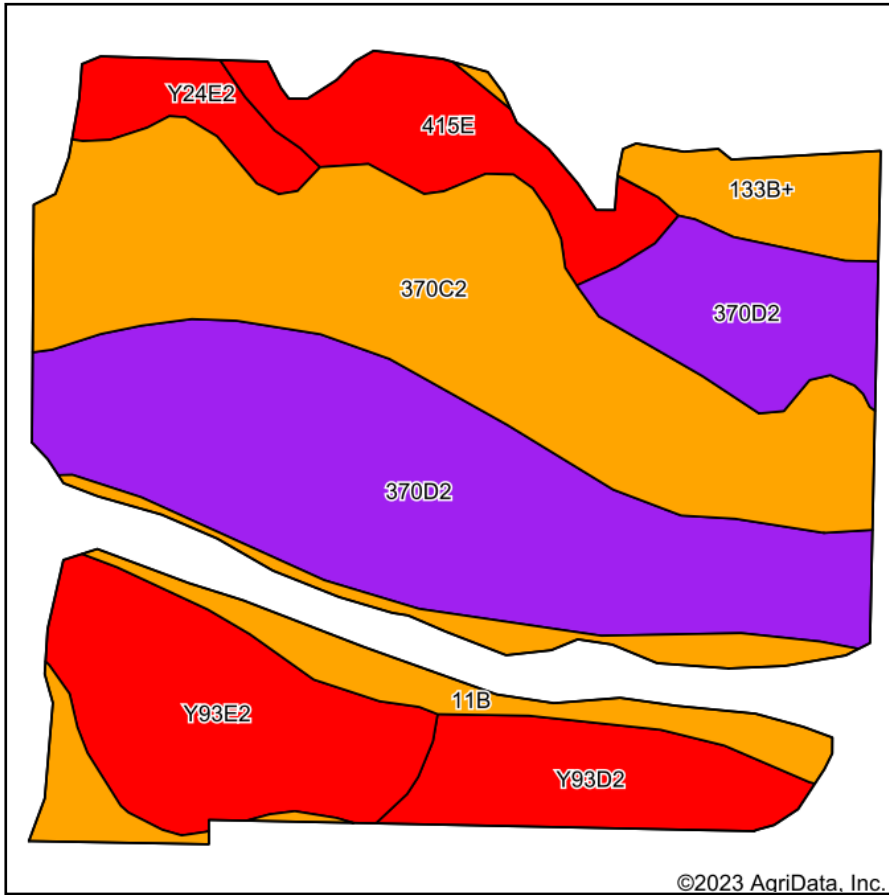 Y24E2
415E
133B+
370C2
370D2
370D2
11B
Y93E2
Y93D2
©2023 AgriData, Inc.